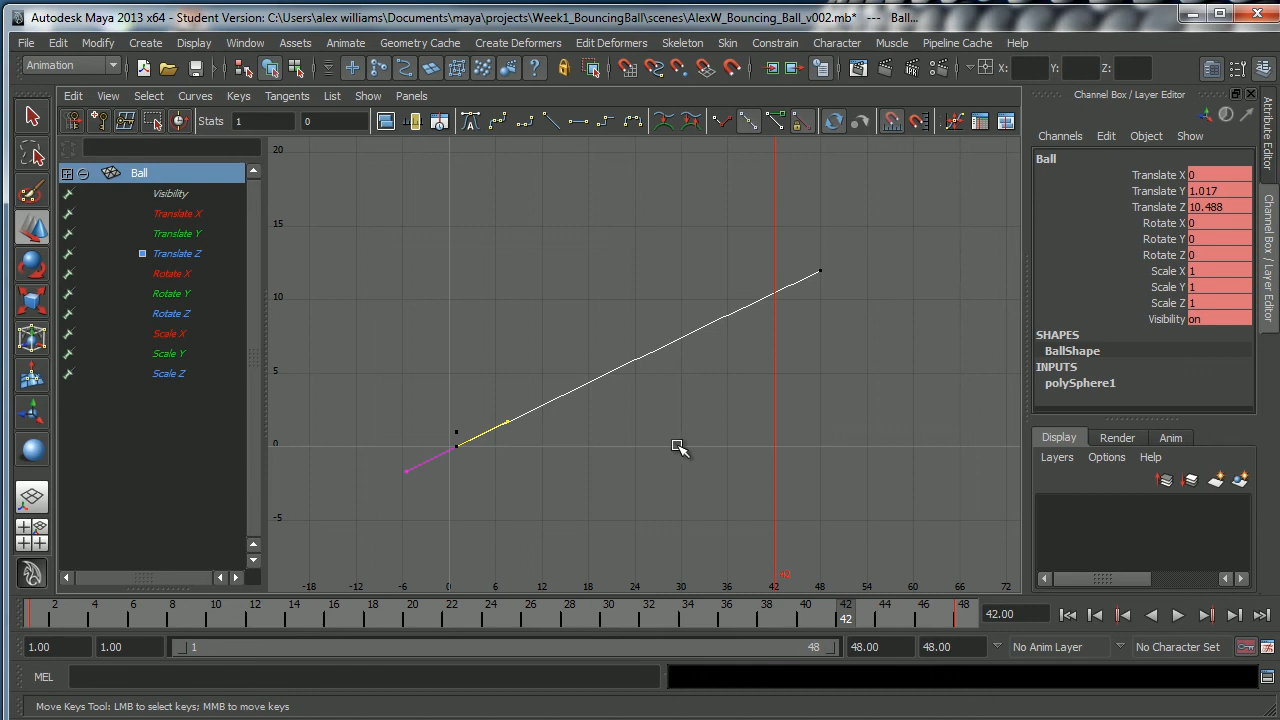 Autodesk Maya 2013 x64 - Student Version: C:\Users\alex williams\Documents\maya\projects\Week1_BouncingBall\scenes\AlexW_Bouncing_Ball_v002.mb* --- Ball...
File Edit Modify Create Display Window Assets Animate Geometry Cache Create Deformers Edit Deformers Skeleton Skin Constrain Character Muscle Pipeline Cache Help
Animation X: Y: Z:
Edit View Select Curves Keys Tangents List Show Panels
Stats 1 0
Channel Box / Layer Editor
Channels Edit Object Show
Attribute Editor
Channel Box / Layer Editor
Ball
Visibility
Translate X
Translate Y
Translate Z
Rotate X
Rotate Y
Rotate Z
Scale X
Scale Y
Scale Z
20
15
10
5
0
-5
-18 -12 -6 0 6 12 18 24 30 36 42 48 54 60 66 72
42
Ball
Translate X 0
Translate Y 1.017
Translate Z 10.488
Rotate X 0
Rotate Y 0
Rotate Z 0
Scale X 1
Scale Y 1
Scale Z 1
Visibility on
SHAPES
BallShape
INPUTS
polySphere1
Display Render Anim
Layers Options Help
2 4 6 8 10 12 14 16 18 20 22 24 26 28 30 32 34 36 38 40 42 44 46 48
42
42.00
1.00 1.00 1 48 48.00 48.00 No Anim Layer No Character Set
MEL
Move Keys Tool: LMB to select keys; MMB to move keys